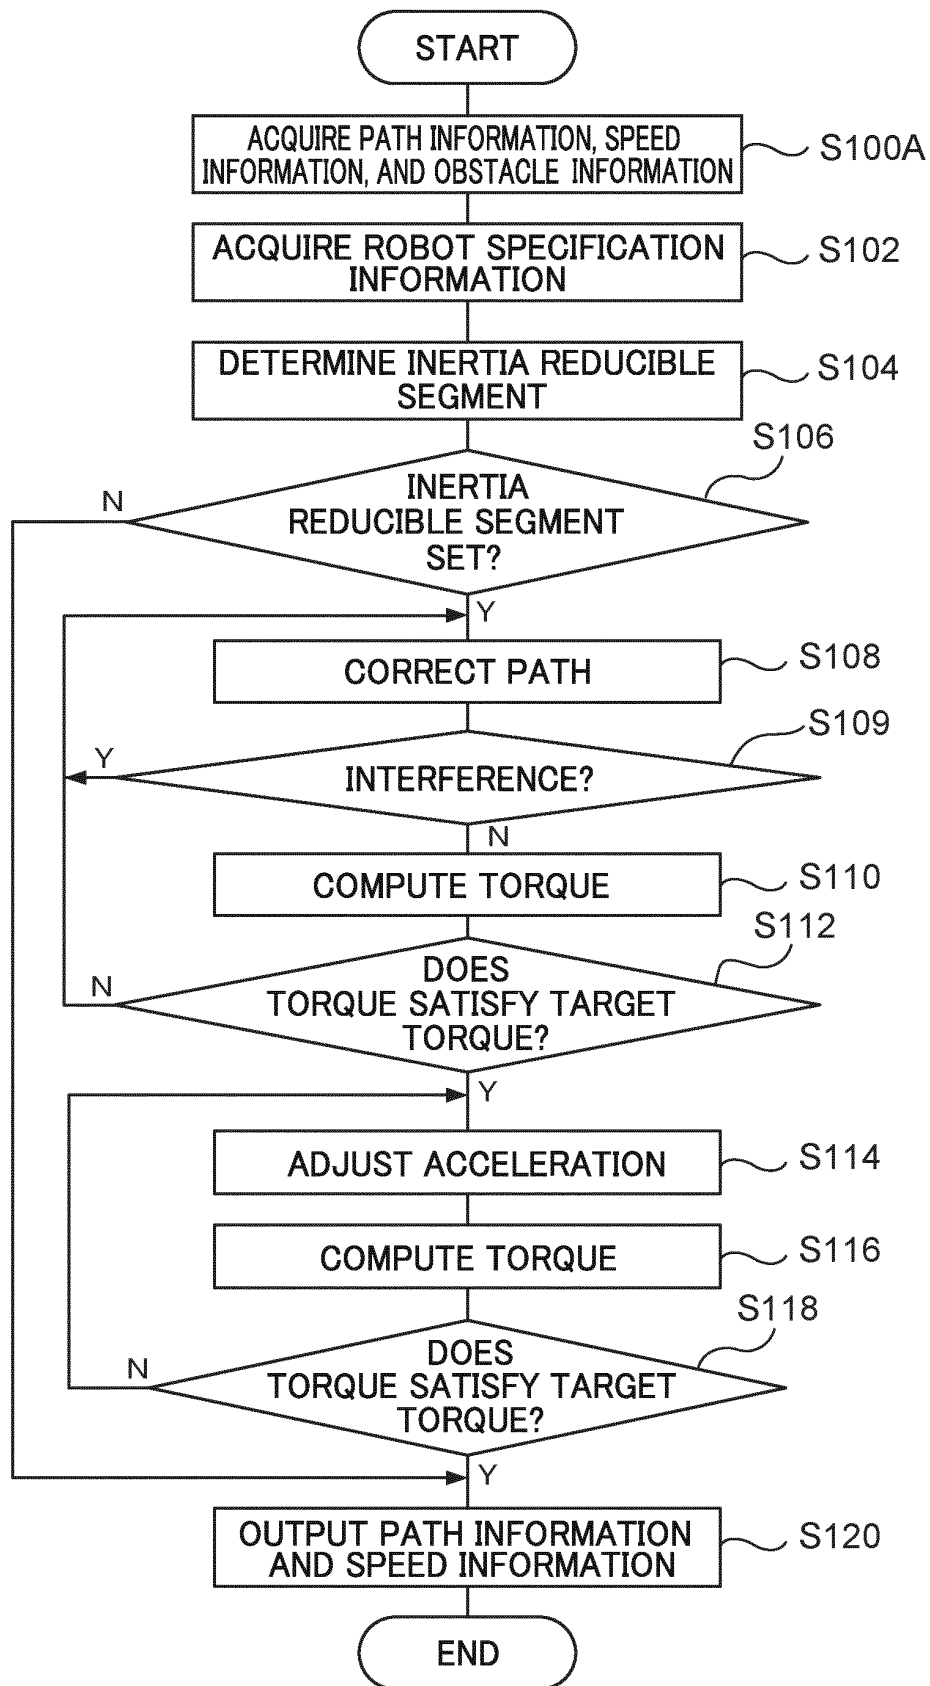 START
ACQUIRE PATH INFORMATION, SPEED
INFORMATION, AND OBSTACLE INFORMATION
S100A
ACQUIRE ROBOT SPECIFICATION
INFORMATION
S102
DETERMINE INERTIA REDUCIBLE
SEGMENT
S104
S106
N
INERTIA
REDUCIBLE SEGMENT
SET?
Y
CORRECT PATH
S108
S109
Y
INTERFERENCE?
N
COMPUTE TORQUE
S110
S112
N
DOES
TORQUE SATISFY TARGET
TORQUE?
Y
ADJUST ACCELERATION
S114
COMPUTE TORQUE
S116
S118
N
DOES
TORQUE SATISFY TARGET
TORQUE?
Y
OUTPUT PATH INFORMATION
AND SPEED INFORMATION
S120
END